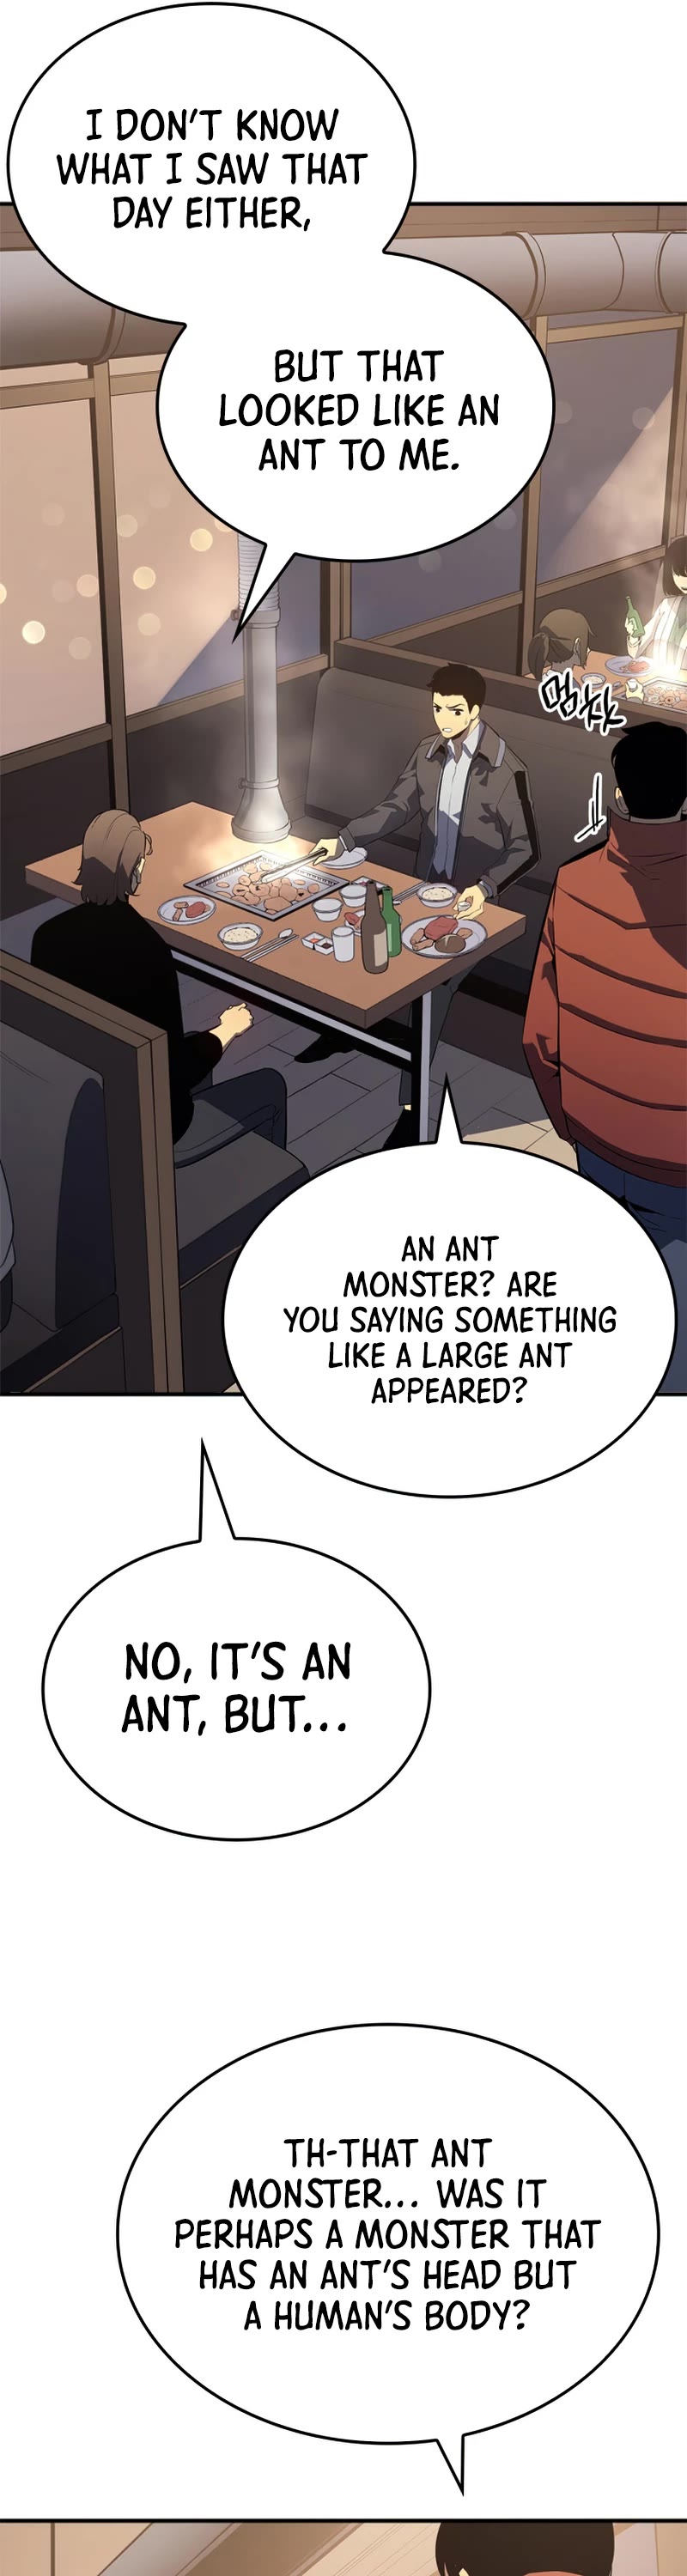 I DON'T KNOW
WHAT I SAW THAT
DAY EITHER,
BUT THAT
LOOKED LIKE AN
ANT TO ME.
멈칫
AN ANT
MONSTER? ARE
YOU SAYING SOMETHING
LIKE A LARGE ANT
APPEARED?
NO, IT'S AN
ANT, BUT...
TH-THAT ANT
MONSTER... WAS IT
PERHAPS A MONSTER THAT
HAS AN ANT'S HEAD BUT
A HUMAN'S BODY?